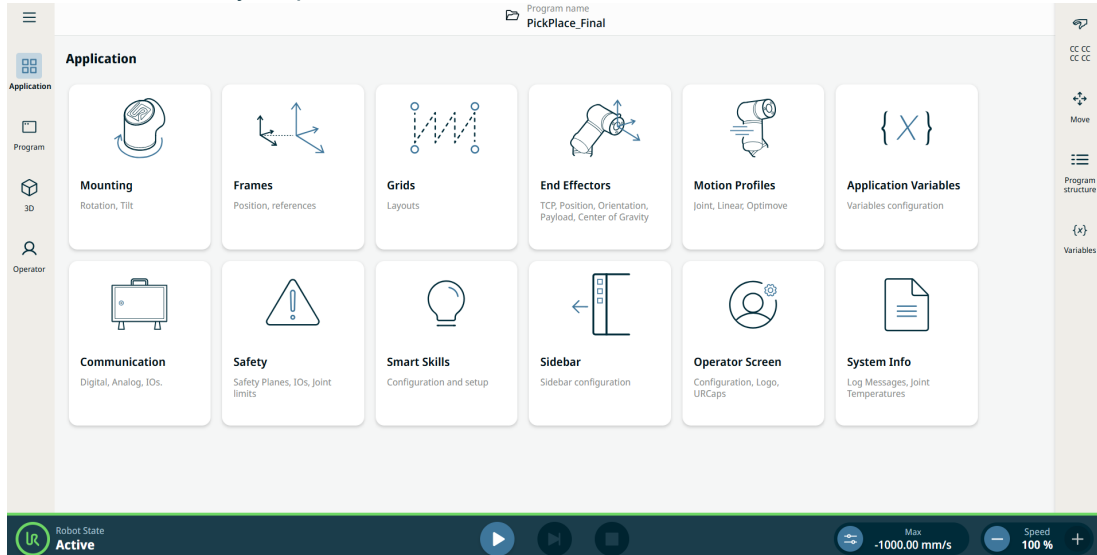 Program name
PickPlace_Final
Application
Program
3D
Operator
Application
Mounting
Rotation, Tilt
Frames
Position, references
Grids
Layouts
End Effectors
TCP, Position, Orientation,
Payload, Center of Gravity
Motion Profiles
Joint, Linear, Optimove
{X}
Application Variables
Variables configuration
Communication
Digital, Analog, IOs.
Safety
Safety Planes, IOs, Joint
limits
Smart Skills
Configuration and setup
Sidebar
Sidebar configuration
Operator Screen
Configuration, Logo,
URCaps
System Info
Log Messages, Joint
Temperatures
CC CC
CC CC
Move
Program
structure
{x}
Variables
UR
Robot State
Active
Max
-1000.00 mm/s
Speed
100 %